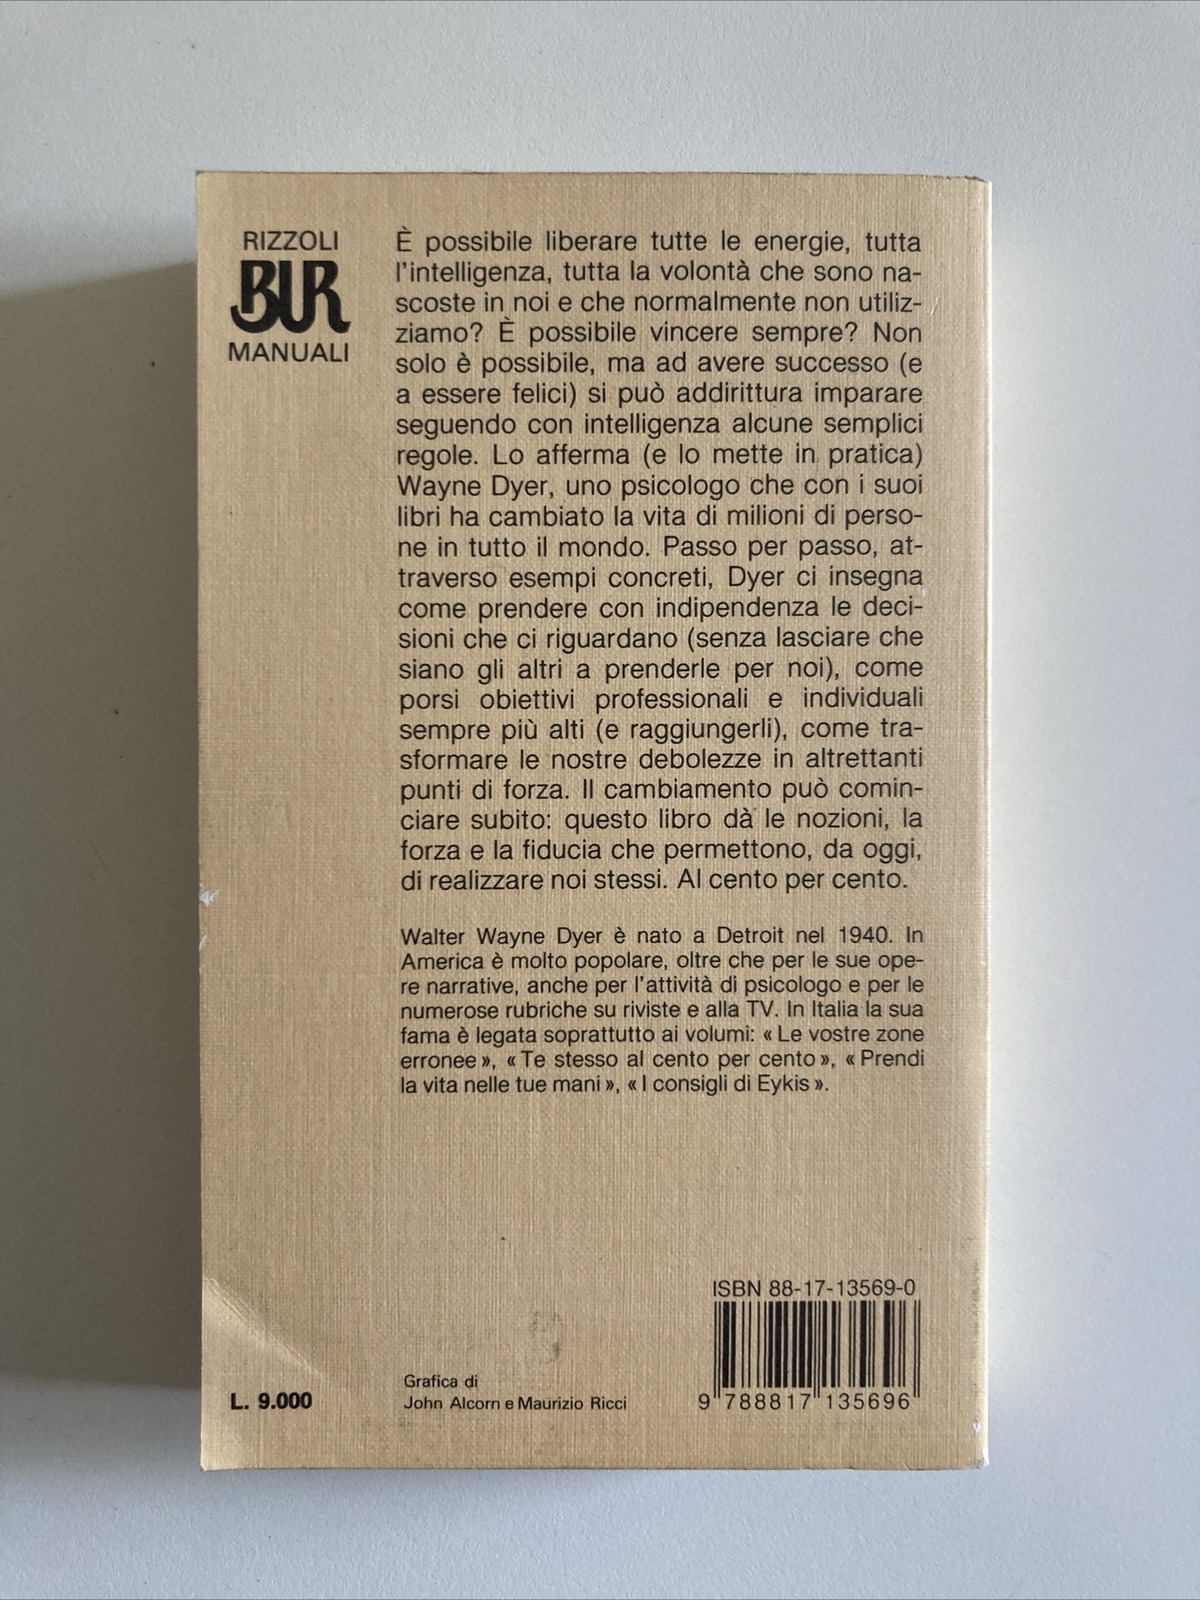 RIZZOLI
BUR
MANUALI
È possibile liberare tutte le energie, tutta
l'intelligenza, tutta la volontà che sono na-
scoste in noi e che normalmente non utiliz-
ziamo? È possibile vincere sempre? Non
solo è possibile, ma ad avere successo (e
a essere felici) si può addirittura imparare
seguendo con intelligenza alcune semplici
regole. Lo afferma (e lo mette in pratica)
Wayne Dyer, uno psicologo che con i suoi
libri ha cambiato la vita di milioni di perso-
ne in tutto il mondo. Passo per passo, at-
traverso esempi concreti, Dyer ci insegna
come prendere con indipendenza le deci-
sioni che ci riguardano (senza lasciare che
siano gli altri a prenderle per noi), come
porsi obiettivi professionali e individuali
sempre più alti (e raggiungerli), come tra-
sformare le nostre debolezze in altrettanti
punti di forza. Il cambiamento può comin-
ciare subito: questo libro dà le nozioni, la
forza e la fiducia che permettono, da oggi,
di realizzare noi stessi. Al cento per cento.
Walter Wayne Dyer è nato a Detroit nel 1940. In
America è molto popolare, oltre che per le sue ope-
re narrative, anche per l'attività di psicologo e per le
numerose rubriche su riviste e alla TV. In Italia la sua
fama è legata soprattutto ai volumi: «Le vostre zone
erronee», «Te stesso al cento per cento», «Prendi
la vita nelle tue mani», «I consigli di Eykis».
ISBN 88-17-13569-0
9 788817 135696
Grafica di
John Alcorn e Maurizio Ricci
L. 9.000